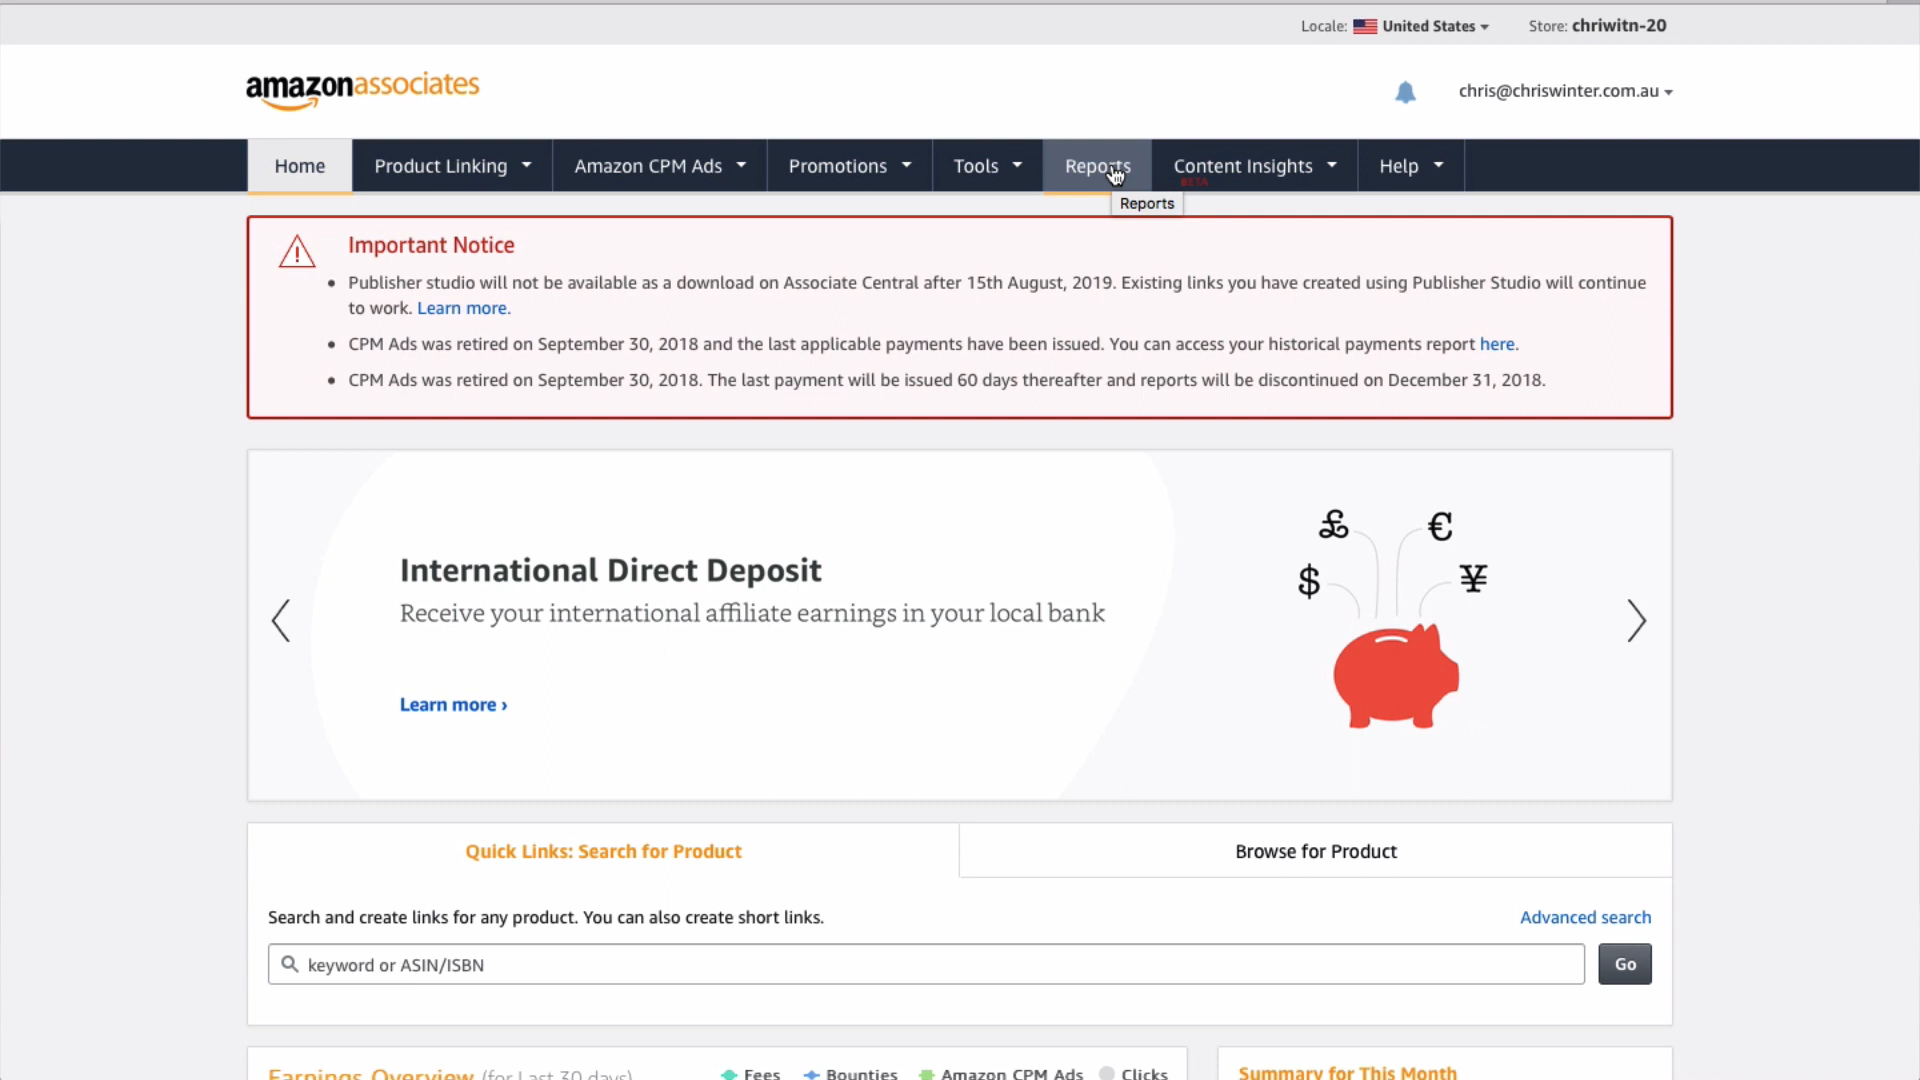 Locale: United States Store: chriwitn-20
amazonassociates
chris@chriswinter.com.au
Home Product Linking Amazon CPM Ads Promotions Tools Reports Content Insights Help
BETA
Reports
Important Notice
• Publisher studio will not be available as a download on Associate Central after 15th August, 2019. Existing links you have created using Publisher Studio will continue
to work. Learn more.
• CPM Ads was retired on September 30, 2018 and the last applicable payments have been issued. You can access your historical payments report here.
• CPM Ads was retired on September 30, 2018. The last payment will be issued 60 days thereafter and reports will be discontinued on December 31, 2018.
£ €
$ ¥
International Direct Deposit
Receive your international affiliate earnings in your local bank
Learn more ›
Quick Links: Search for Product Browse for Product
Search and create links for any product. You can also create short links. Advanced search
keyword or ASIN/ISBN Go
Earnings Overview (for Last 30 days) Fees Bounties Amazon CPM Ads Clicks Summary for This Month